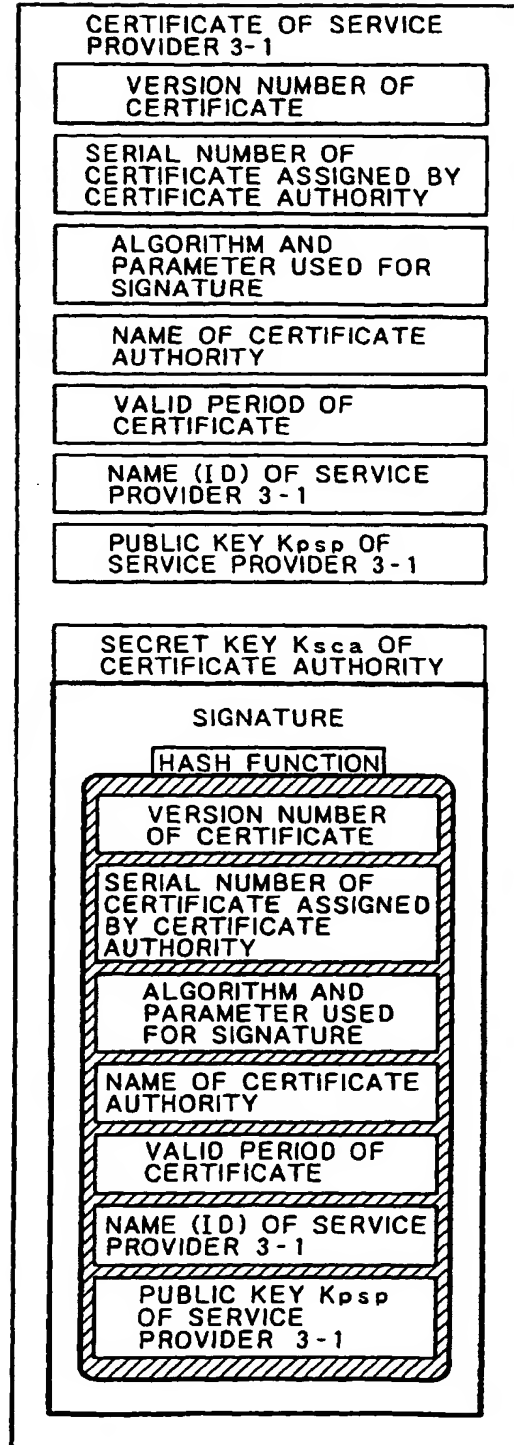 CERTIFICATE OF SERVICE
PROVIDER 3-1
VERSION NUMBER OF
CERTIFICATE
SERIAL NUMBER OF
CERTIFICATE ASSIGNED BY
CERTIFICATE AUTHORITY
ALGORITHM AND
PARAMETER USED FOR
SIGNATURE
NAME OF CERTIFICATE
AUTHORITY
VALID PERIOD OF
CERTIFICATE
NAME (ID) OF SERVICE
PROVIDER 3-1
PUBLIC KEY Kpsp OF
SERVICE PROVIDER 3-1
SECRET KEY Ksca OF
CERTIFICATE AUTHORITY
SIGNATURE
HASH FUNCTION
VERSION NUMBER
OF CERTIFICATE
SERIAL NUMBER OF
CERTIFICATE ASSIGNED
BY CERTIFICATE
AUTHORITY
ALGORITHM AND
PARAMETER USED
FOR SIGNATURE
NAME OF CERTIFICATE
AUTHORITY
VALID PERIOD OF
CERTIFICATE
NAME (ID) OF SERVICE
PROVIDER 3-1
PUBLIC KEY Kpsp
OF SERVICE
PROVIDER 3-1